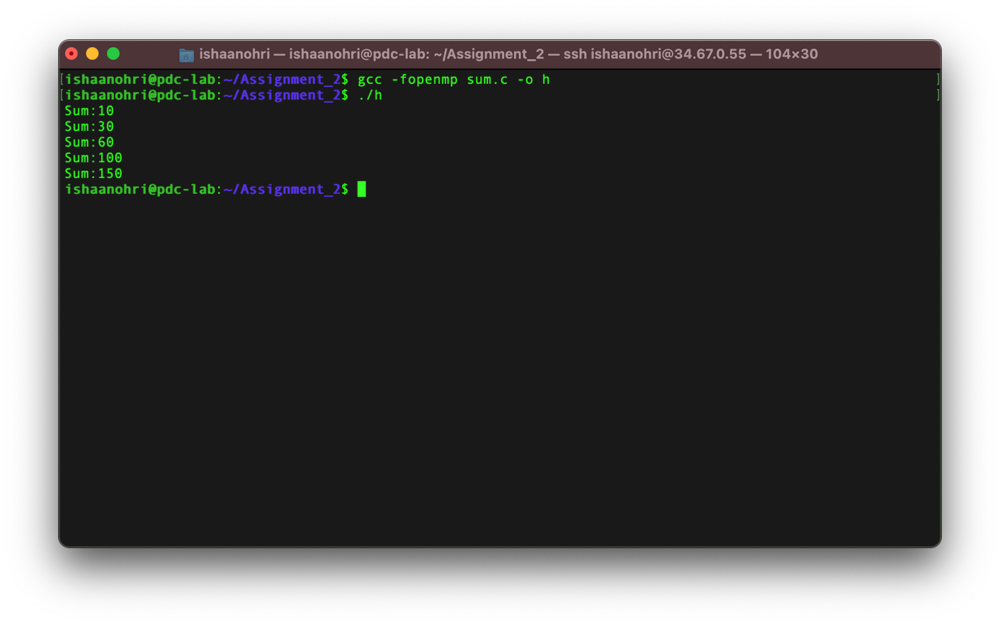 ishaanohri — ishaanohri@pdc-lab: ~/Assignment_2 — ssh ishaanohri@34.67.0.55 — 104×30
[ishaanohri@pdc-lab:~/Assignment_2$ gcc -fopenmp sum.c -o h ]
[ishaanohri@pdc-lab:~/Assignment_2$ ./h ]
Sum:10
Sum:30
Sum:60
Sum:100
Sum:150
ishaanohri@pdc-lab:~/Assignment_2$